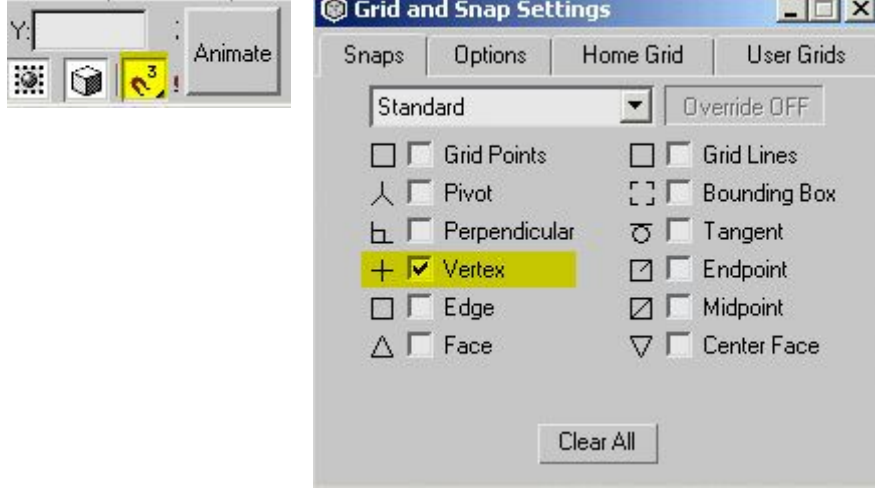 Y:
Animate
3
Grid and Snap Settings
Snaps Options Home Grid User Grids
Standard Override OFF
Grid Points Grid Lines
Pivot Bounding Box
Perpendicular Tangent
Vertex Endpoint
Edge Midpoint
Face Center Face
Clear All